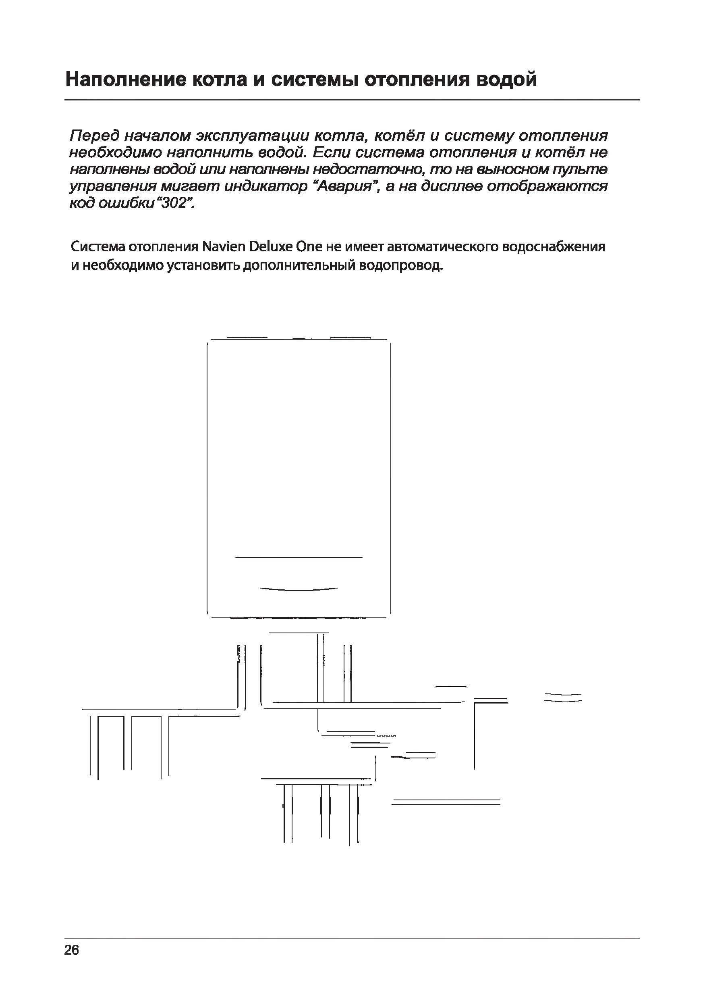 Наполнение котла и системы отопления водой
Перед началом эксплуатации котла, котёл и систему отопления
необходимо наполнить водой. Если система отопления и котёл не
наполнены водой или наполнены недостаточно, то на выносном пульте
управления мигает индикатор “Авария”, а на дисплее отображаются
код ошибки “302”.
Система отопления Navien Deluxe One не имеет автоматического водоснабжения
и необходимо установить дополнительный водопровод.
26